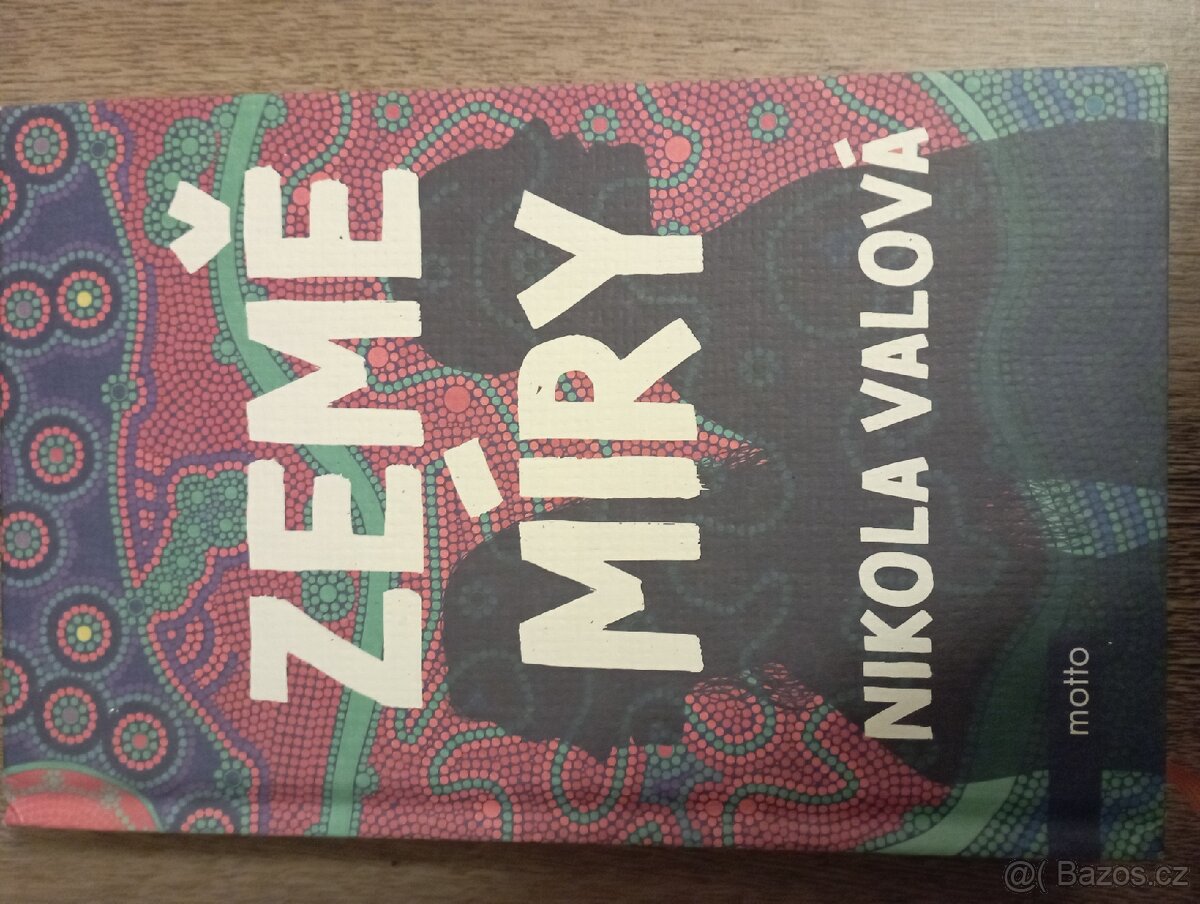 ZEMĚ
MÍRY
NIKOLA VALOVÁ
motto
@( Bazos.cz